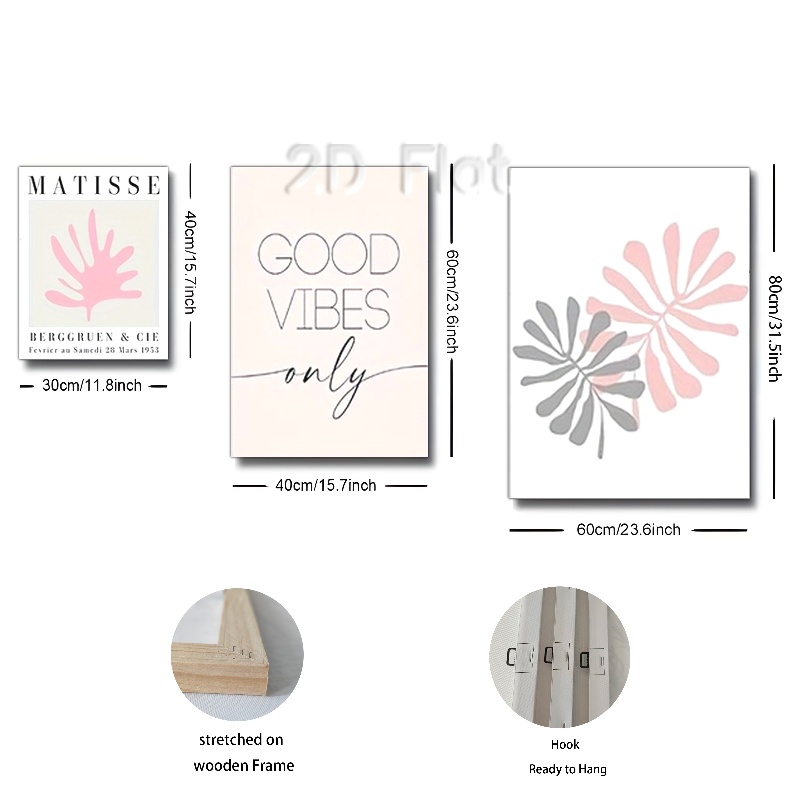 2D Flat
MATISSE
BERGGRUEN & CIE
Fevrier au Samedi 28 Mars 1953
40cm/15.7inch
30cm/11.8inch
GOOD
VIBES
only
60cm/23.6inch
40cm/15.7inch
80cm/31.5inch
60cm/23.6inch
stretched on
wooden Frame
Hook
Ready to Hang